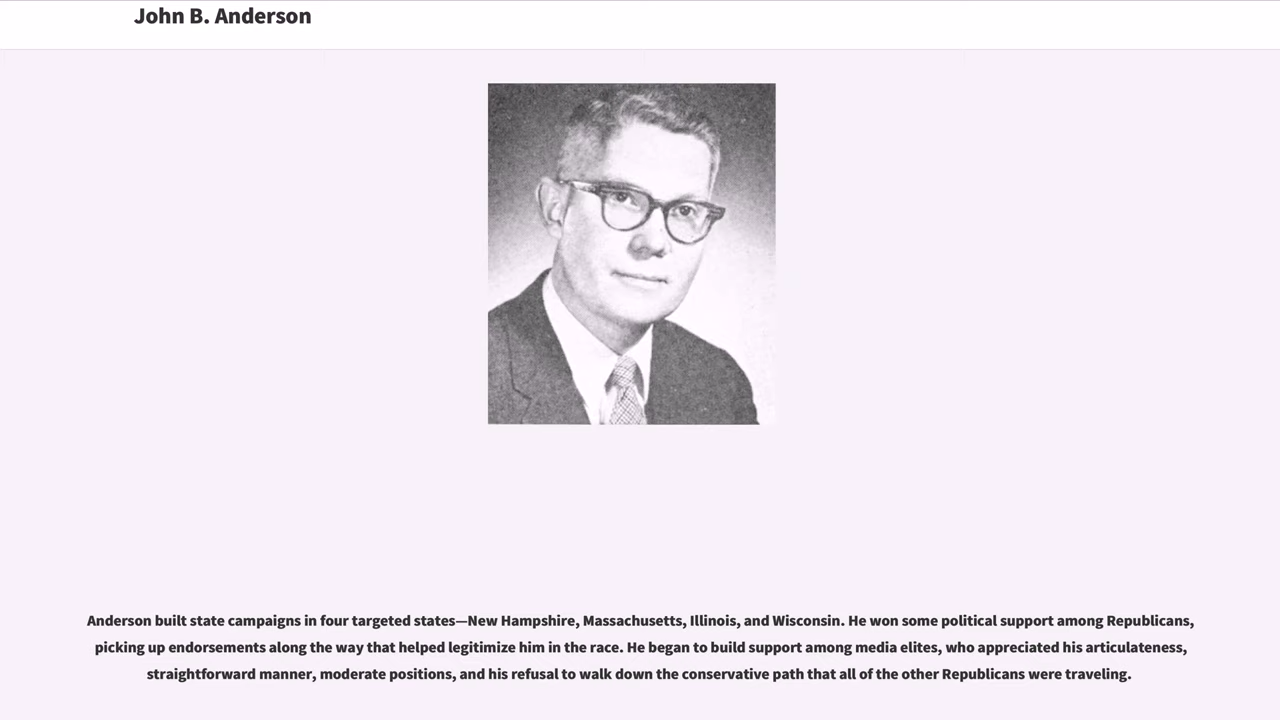 John B. Anderson
Anderson built state campaigns in four targeted states—New Hampshire, Massachusetts, Illinois, and Wisconsin. He won some political support among Republicans,
picking up endorsements along the way that helped legitimize him in the race. He began to build support among media elites, who appreciated his articulateness,
straightforward manner, moderate positions, and his refusal to walk down the conservative path that all of the other Republicans were traveling.